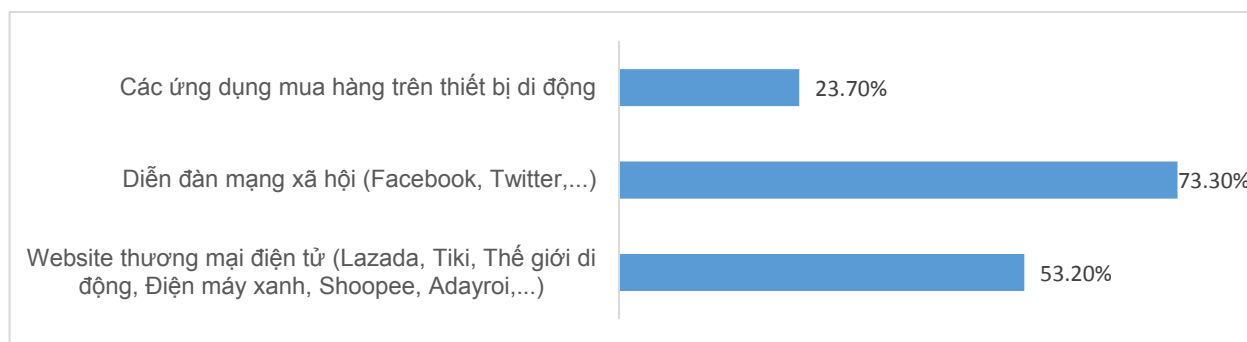 Các ứng dụng mua hàng trên thiết bị di động
23.70%
Diễn đàn mạng xã hội (Facebook, Twitter,...)
73.30%
Website thương mại điện tử (Lazada, Tiki, Thế giới di
động, Điện máy xanh, Shoopee, Adayroi,...)
53.20%